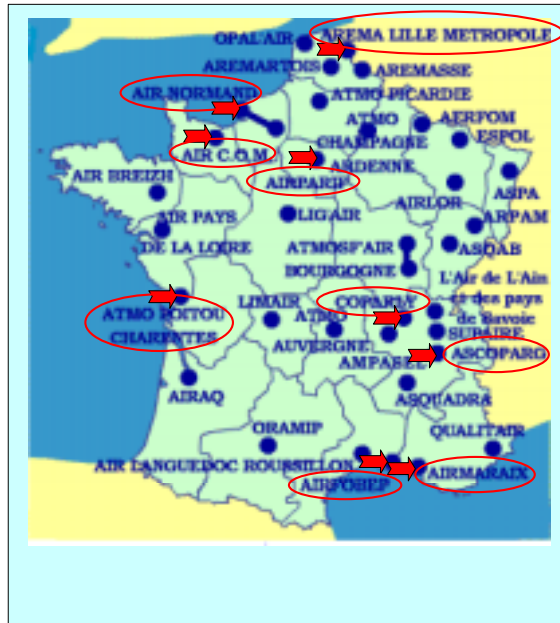 AREMA LILLE METROPOLE
OPAL'AIR
AREMARTOIS
AREMASSE
AIR NORMAND
ATMO PICARDIE
ATMO
CHAMPAGNE
ARDENNE
AERFOM
ESPOL
AIR C.O.M.
AIRPARIF
AIR BREIZH
AIRLOR
ASPA
ARPAM
AIR PAYS
DE LA LOIRE
LIG'AIR
ATMOSF'AIR
BOURGOGNE
ASQAB
L'Air de L'Ain
et des pays
de Savoie
COPARLY
ATMO POITOU
CHARENTES
LIMAIR
ATMO
AUVERGNE
SUPAIRE
AMPASEL
ASCOPARG
AIRAQ
ASQUADRA
ORAMIP
QUALITAIR
AIR LANGUEDOC ROUSSILLON
AIRFOBEP
AIRMARAIX